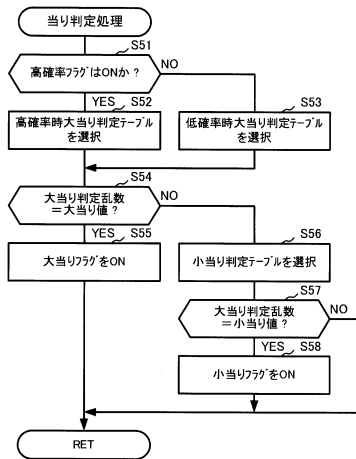 当り判定処理
S51
高確率フラグはONか?
NO
YES
S52
S53
高確率時大当り判定テーブル
を選択
低確率時大当り判定テーブル
を選択
S54
大当り判定乱数
=大当り値?
NO
YES
S55
S56
大当りフラグをON
小当り判定テーブルを選択
S57
大当り判定乱数
=小当り値?
NO
YES
S58
小当りフラグをON
RET